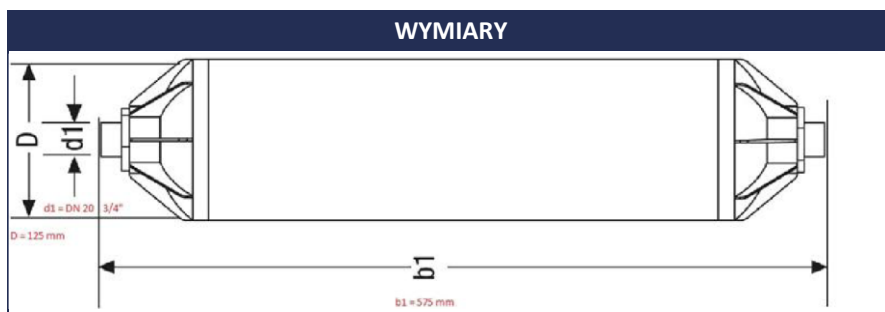 WYMIARY
D
d1
d1 = DN 20 3/4"
D = 125 mm
b1
b1 = 575 mm